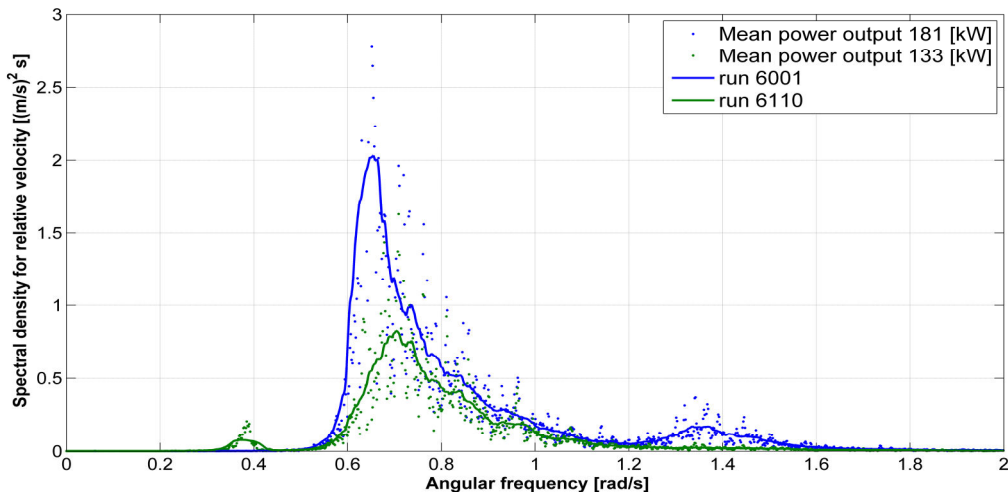 Mean power output 181 [kW]
Mean power output 133 [kW]
run 6001
run 6110
Spectral density for relative velocity [(m/s)² s]
3
2.5
2
1.5
1
0.5
0
0 0.2 0.4 0.6 0.8 1 1.2 1.4 1.6 1.8 2
Angular frequency [rad/s]